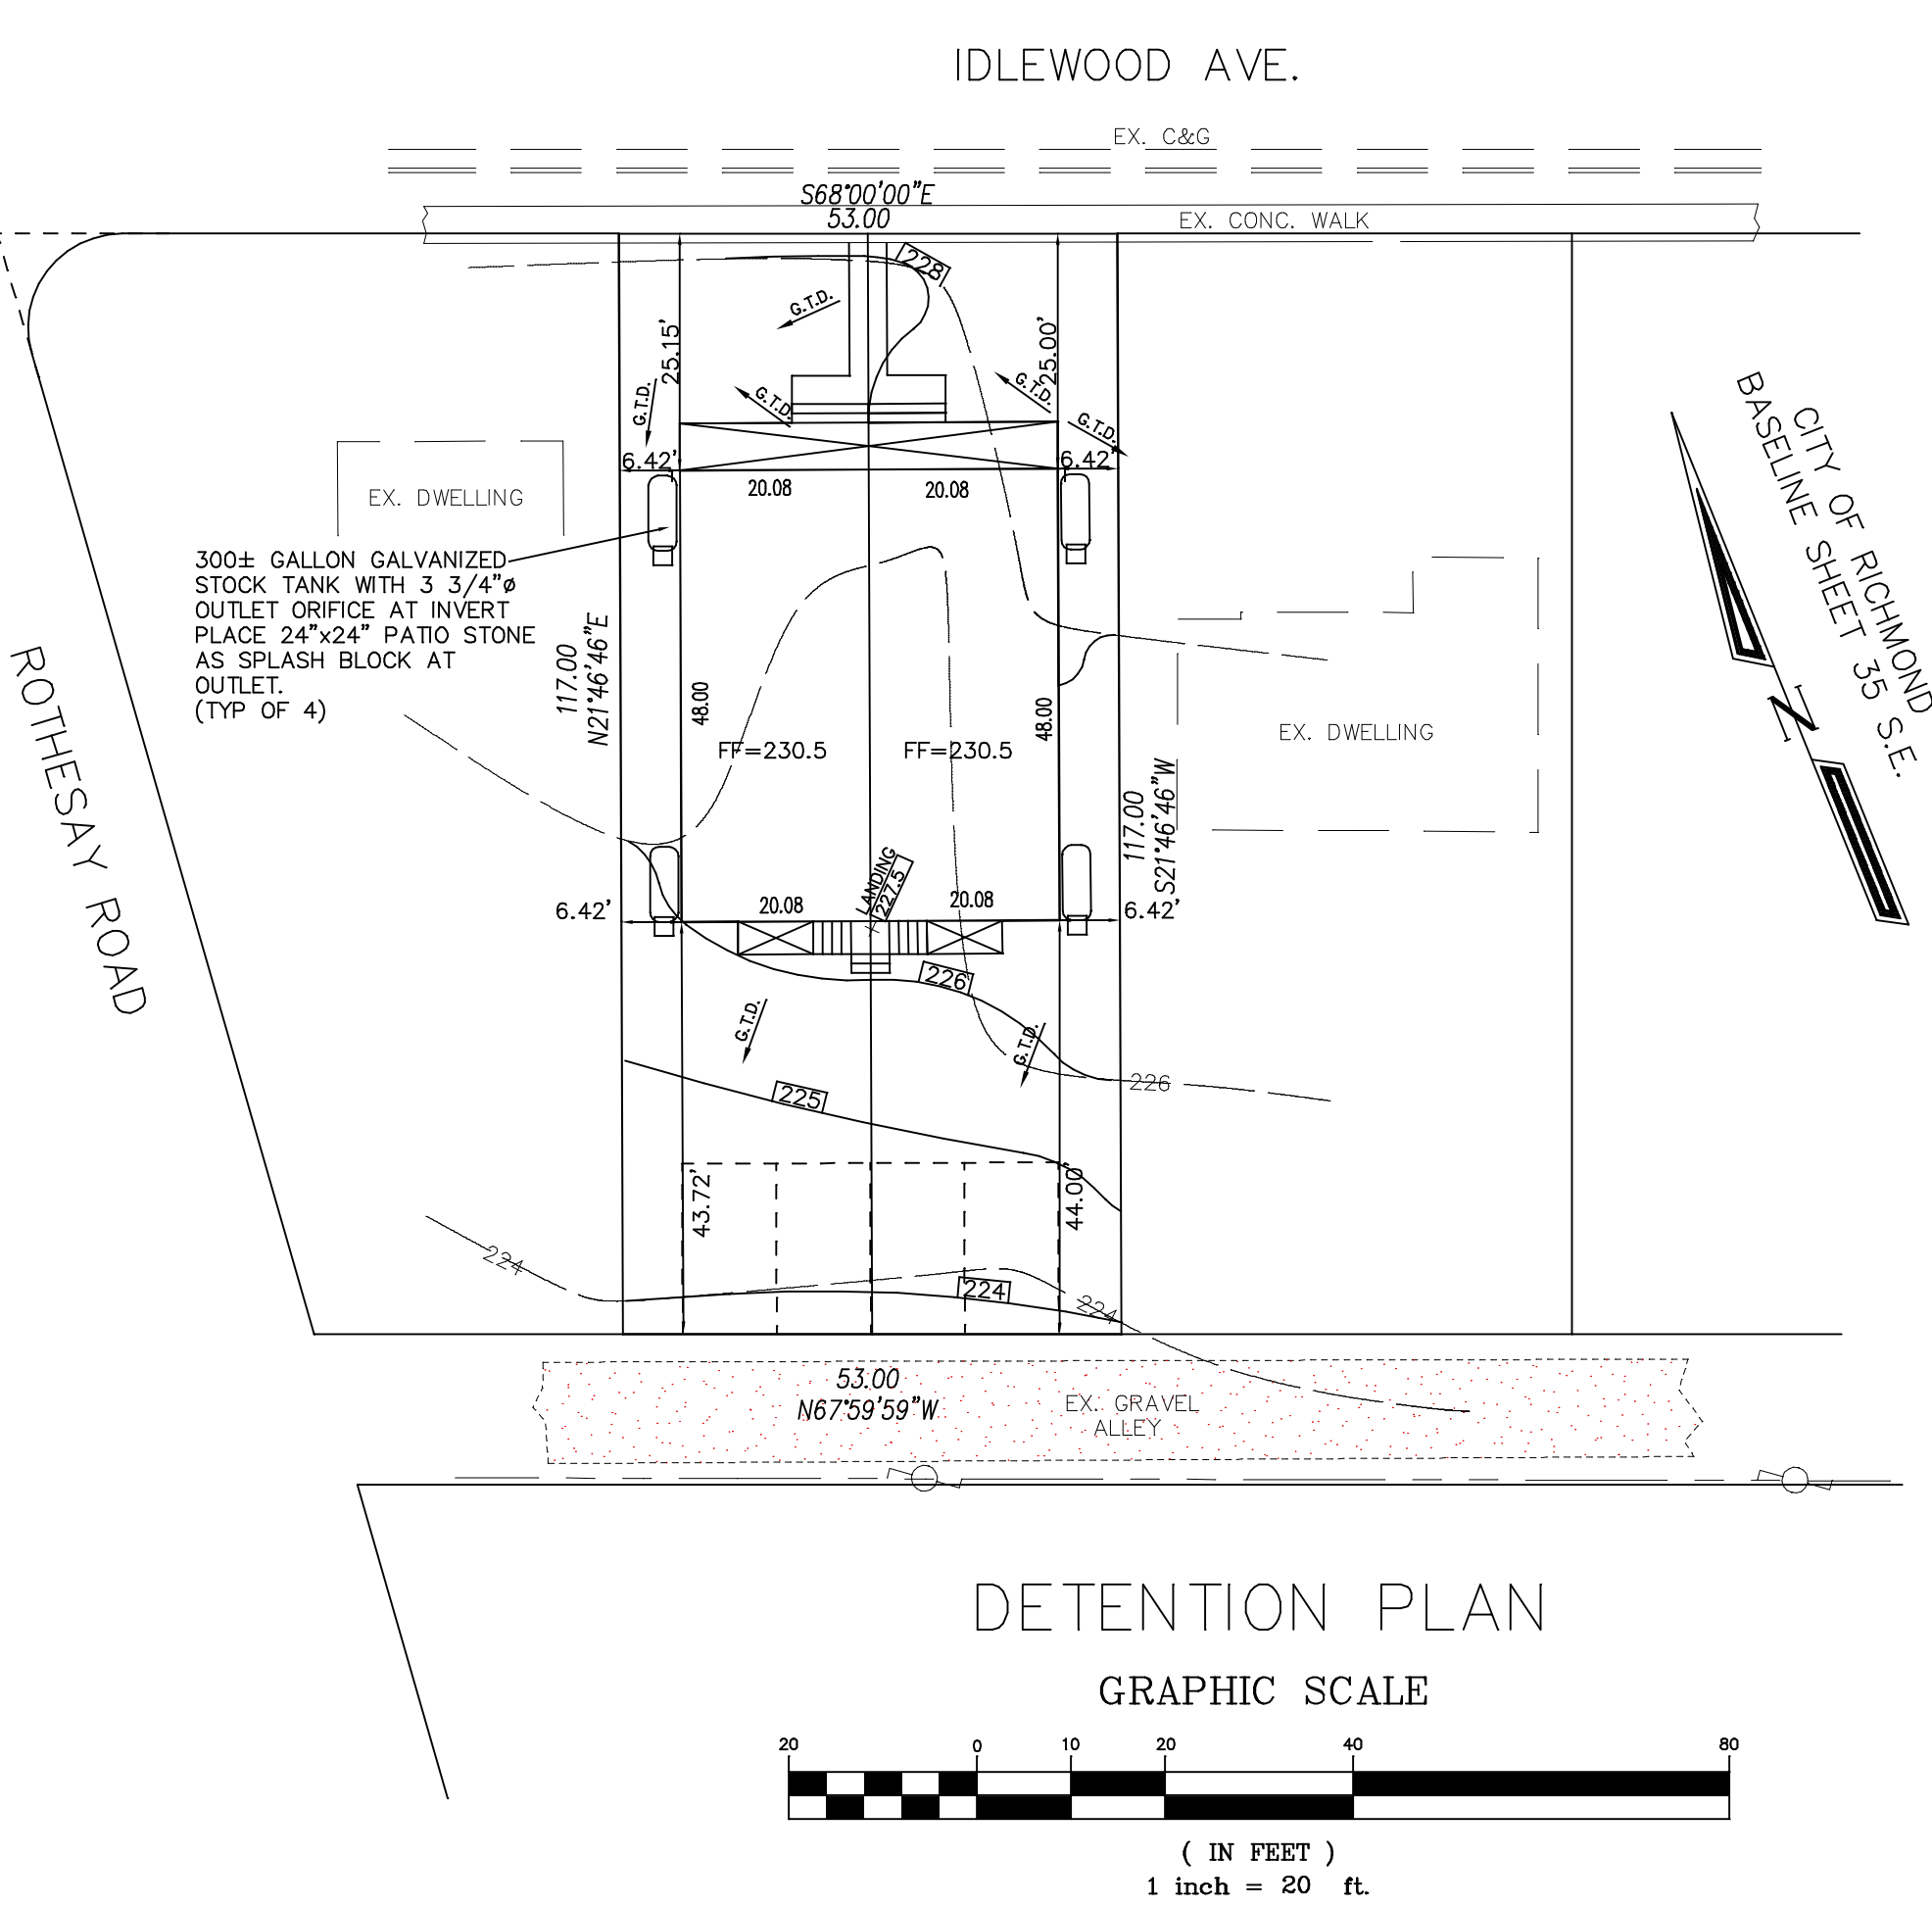 IDLEWOOD AVE.
EX. C&G
S68°00'00"E
53.00
EX. CONC. WALK
228
G.T.D.
25.15'
25.00'
G.T.D.
G.T.D.
G.T.D.
G.T.D.
6.42'
6.42'
20.08
20.08
EX. DWELLING
300± GALLON GALVANIZED
STOCK TANK WITH 3 3/4"ø
OUTLET ORIFICE AT INVERT
PLACE 24"x24" PATIO STONE
AS SPLASH BLOCK AT
OUTLET.
(TYP OF 4)
117.00
N21°46'46"E
48.00
48.00
FF=230.5
FF=230.5
EX. DWELLING
117.00
S21°46'46"W
CITY OF RICHMOND
BASELINE SHEET 35 S.E.
N
ROTHESAY ROAD
LANDING
227.5
6.42'
20.08
20.08
6.42'
226
G.T.D.
G.T.D.
226
225
43.72'
44.00'
224
224
224
53.00
N67°59'59"W
EX. GRAVEL
ALLEY
DETENTION PLAN
GRAPHIC SCALE
20 0 10 20 40 80
( IN FEET )
1 inch = 20 ft.